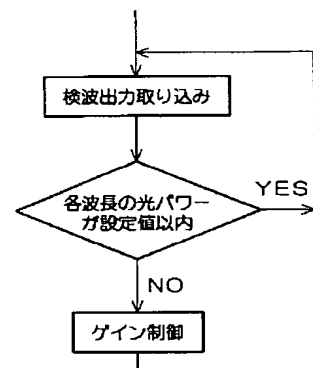 検波出力取り込み
各波長の光パワー
が設定値以内
YES
NO
ゲイン制御